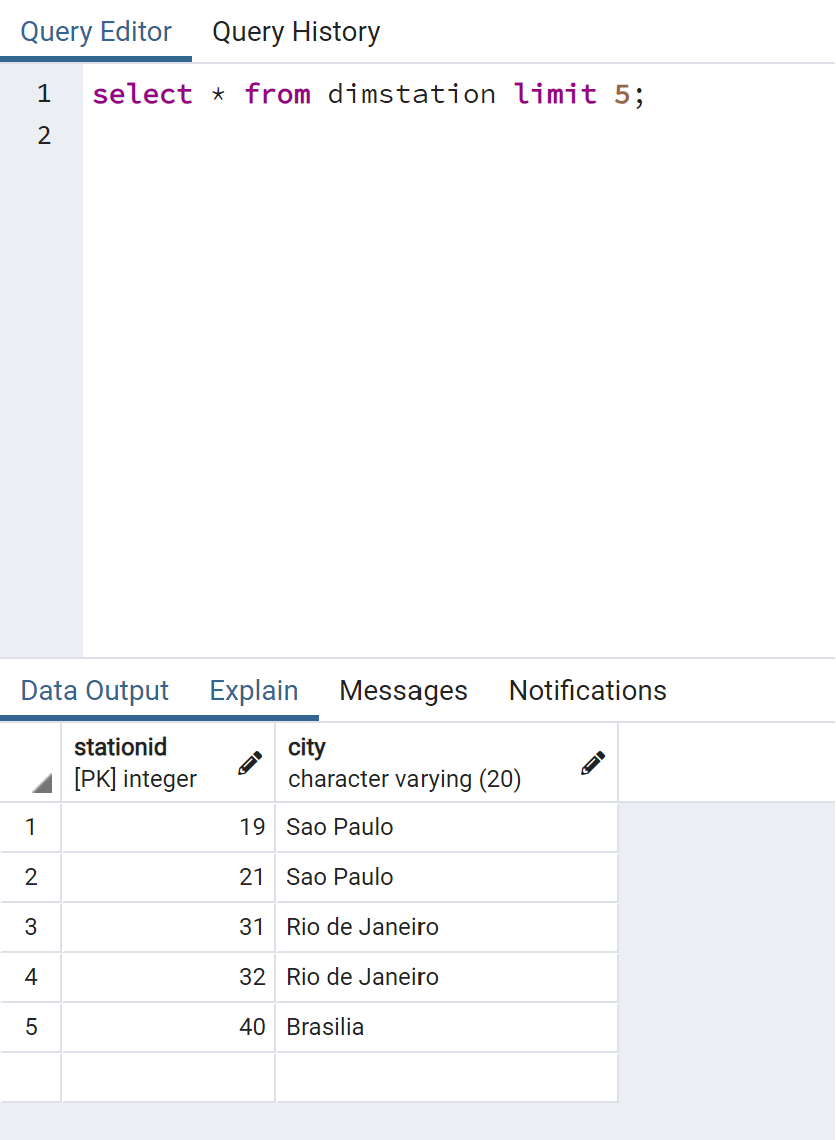 Query Editor Query History
1 select * from dimstation limit 5;
2
Data Output Explain Messages Notifications
stationid city
[PK] integer character varying (20)
1 19 Sao Paulo
2 21 Sao Paulo
3 31 Rio de Janeiro
4 32 Rio de Janeiro
5 40 Brasilia